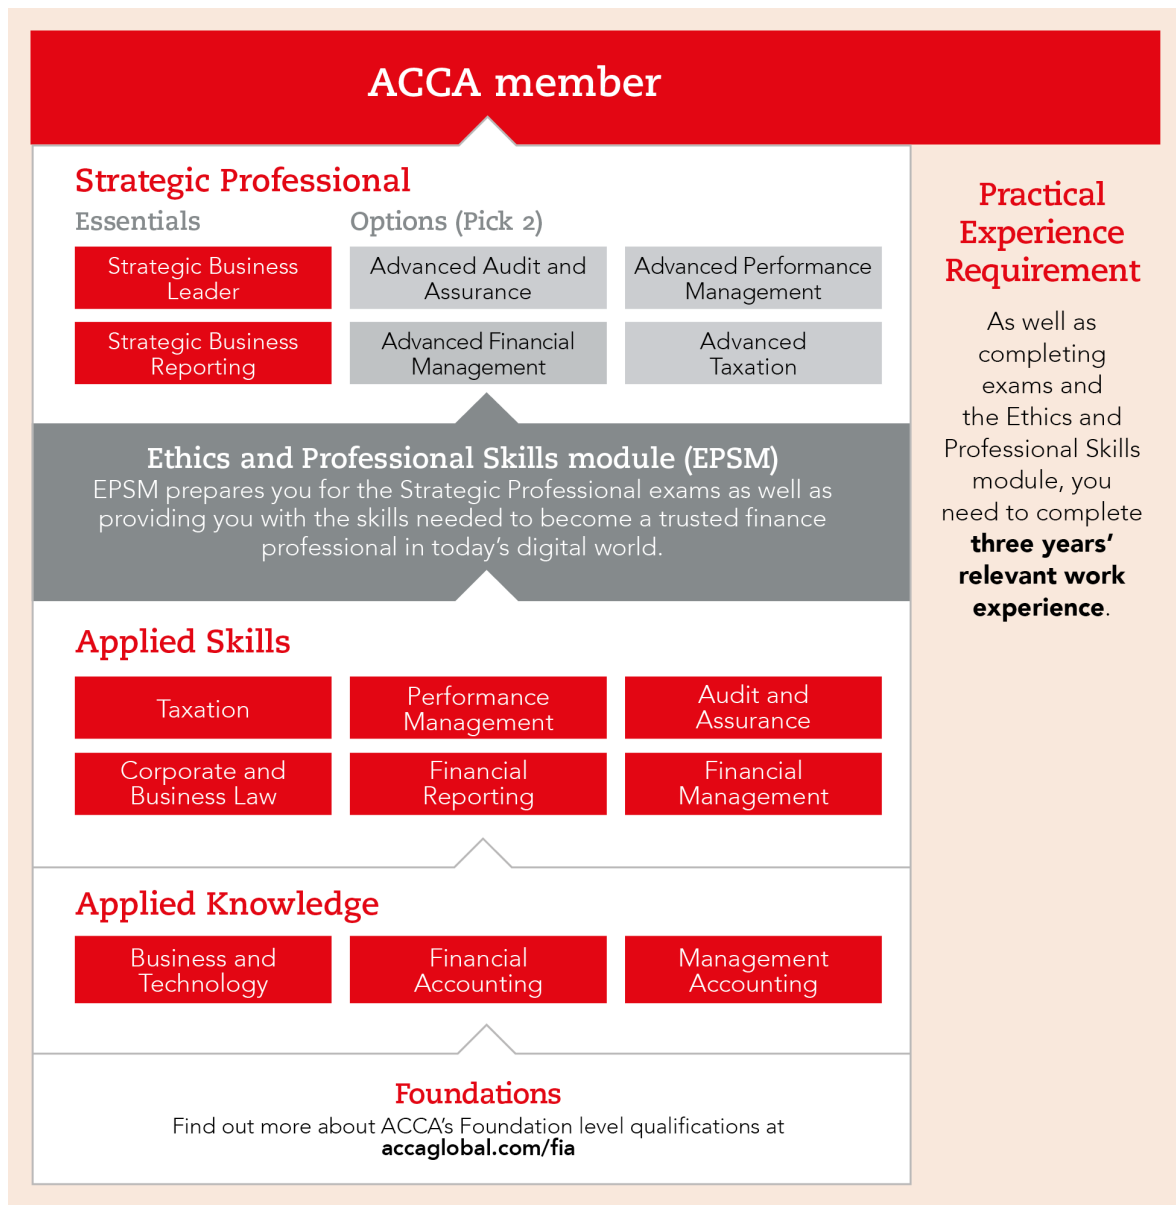 ACCA member
Strategic Professional
Essentials
Options (Pick 2)
Strategic Business
Leader
Advanced Audit and
Assurance
Advanced Performance
Management
Strategic Business
Reporting
Advanced Financial
Management
Advanced
Taxation
Ethics and Professional Skills module (EPSM)
EPSM prepares you for the Strategic Professional exams as well as
providing you with the skills needed to become a trusted finance
professional in today’s digital world.
Applied Skills
Taxation
Performance
Management
Audit and
Assurance
Corporate and
Business Law
Financial
Reporting
Financial
Management
Applied Knowledge
Business and
Technology
Financial
Accounting
Management
Accounting
Foundations
Find out more about ACCA’s Foundation level qualifications at
accaglobal.com/fia
Practical
Experience
Requirement
As well as
completing
exams and
the Ethics and
Professional Skills
module, you
need to complete
three years’
relevant work
experience.